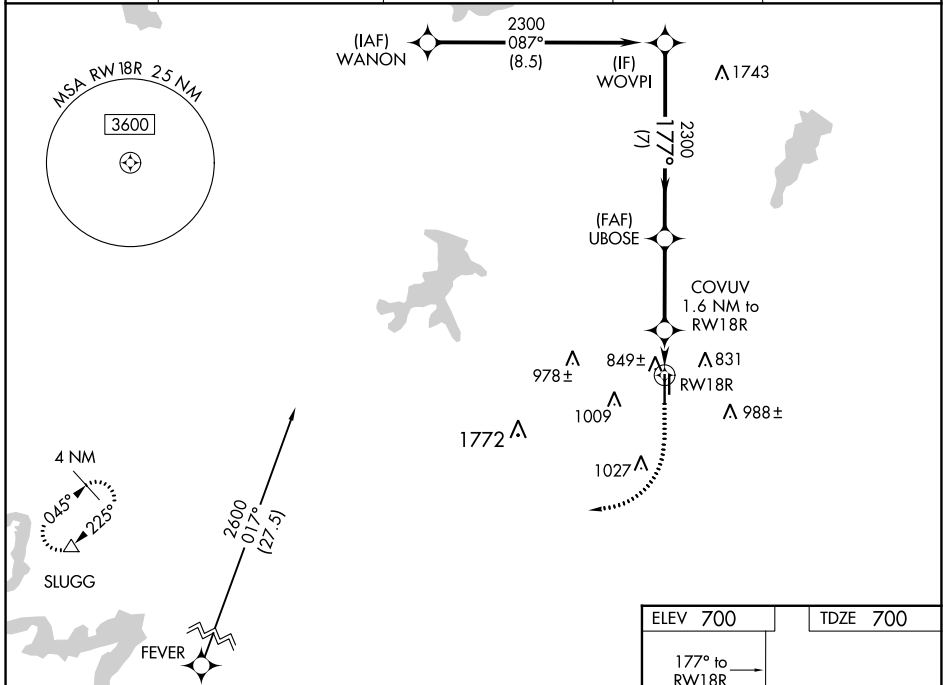 MSA RW18R 25 NM
3600
(IAF)
WANON
2300
087°
(8.5)
(IF)
WOVPI
1743
2300
177°
(7)
(FAF)
UBOSE
COVUV
1.6 NM to
RW18R
978±
849±
831
RW18R
1009
988±
1772
1027
4 NM
045°
225°
SLUGG
2600
017°
(27.5)
FEVER
ELEV 700
TDZE 700
177° to
RW18R